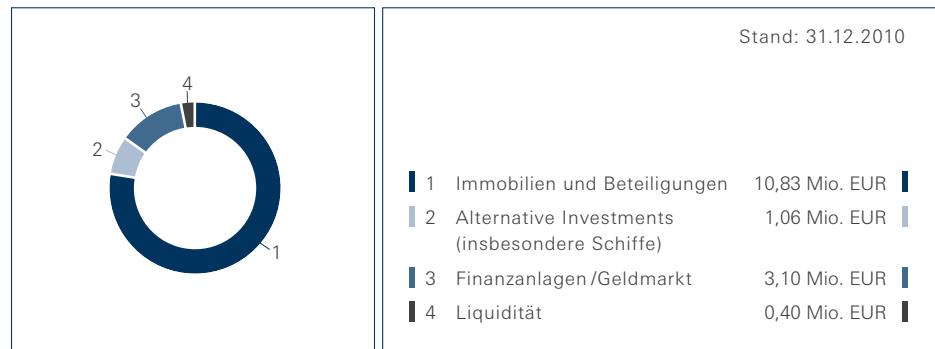 4
3
2
1
Stand: 31.12.2010
1 Immobilien und Beteiligungen 10,83 Mio. EUR
2 Alternative Investments 1,06 Mio. EUR
(insbesondere Schiffe)
3 Finanzanlagen/Geldmarkt 3,10 Mio. EUR
4 Liquidität 0,40 Mio. EUR